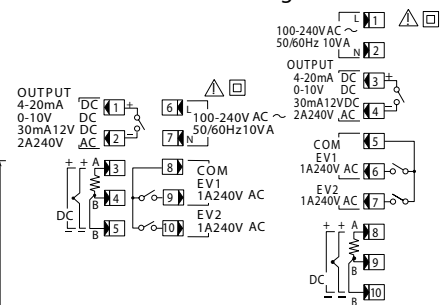 OUTPUT
4-20mA DC 1 +
0-10V DC
30mA12V DC
2A240V AC 2 −
6 L
100-240V AC ~
50/60Hz10VA
7 N
+ + A 3
4
B
DC
5
B
8 COM
EV1
9 1A240V AC
EV2
10 1A240V AC
L 1
100-240VAC ~
50/60Hz 10VA
N 2
OUTPUT
4-20mA DC 3 +
0-10V DC
30mA12VDC
2A240V AC 4 −
COM 5
EV1
1A240V AC 6
EV2
1A240V AC 7
+ + A 8
9
B
DC
10
B